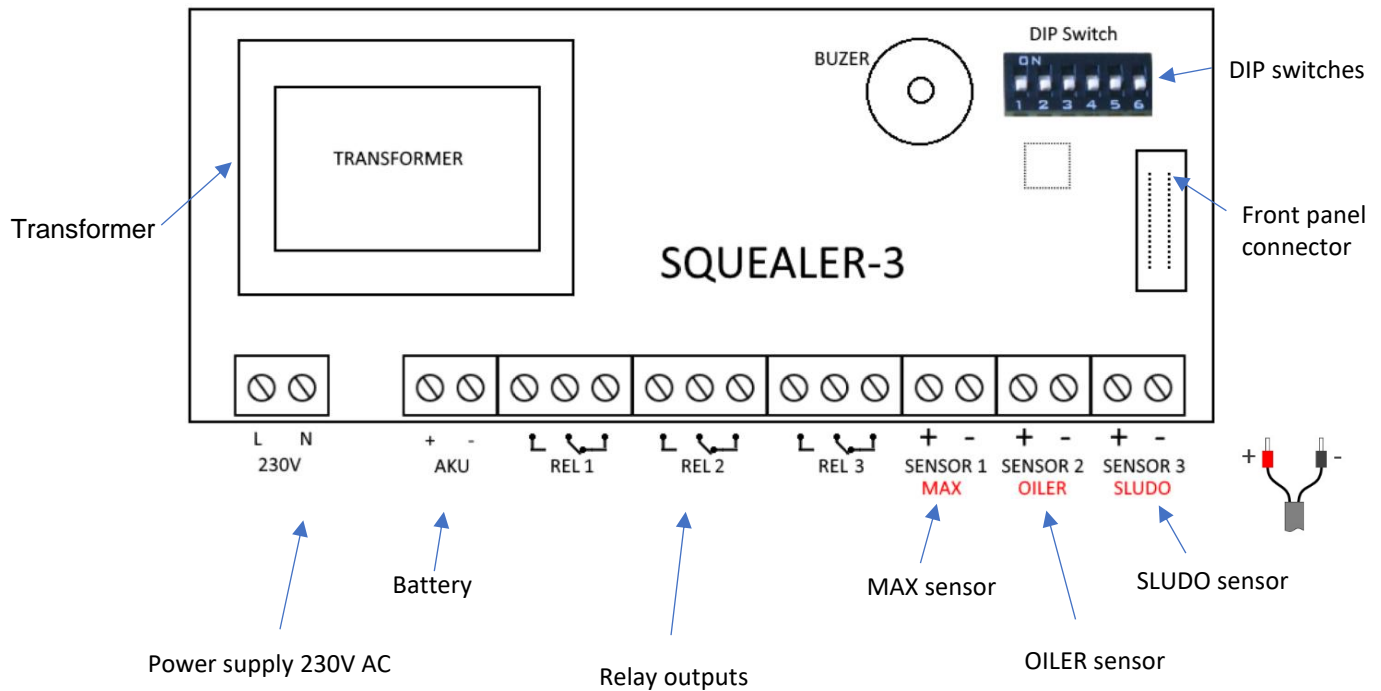 DIP Switch
BUZER
ON
1 2 3 4 5 6
DIP switches
TRANSFORMER
Transformer
Front panel
connector
SQUEALER-3
L N
230V
+ -
AKU
REL 1
REL 2
REL 3
+ -
SENSOR 1
MAX
+ -
SENSOR 2
OILER
+ -
SENSOR 3
SLUDO
+ -
Battery
MAX sensor
SLUDO sensor
Power supply 230V AC
Relay outputs
OILER sensor